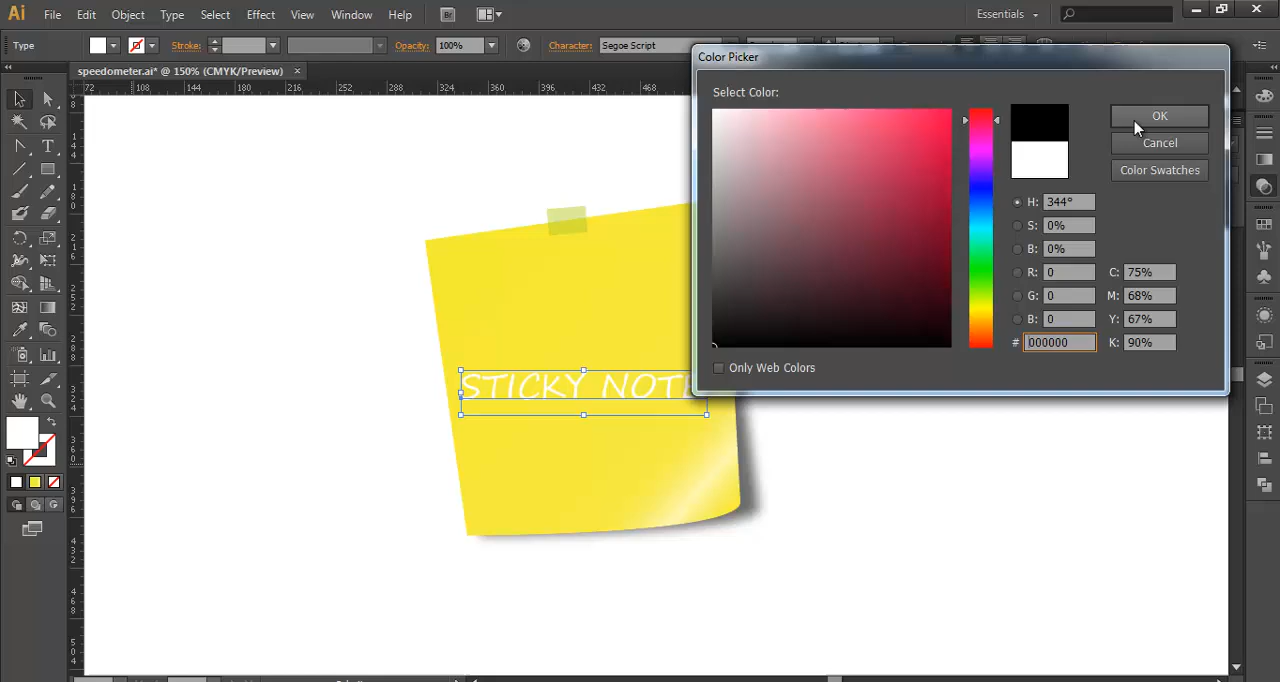 Ai File Edit Object Type Select Effect View Window Help Br Essentials
Type Stroke: Opacity: 100% Character: Segoe Script
speedometer.ai* @ 150% (CMYK/Preview) ×
72 108 144 180 216 252 288 324 360 396 432 468
Color Picker
Select Color:
OK
Cancel
Color Swatches
H: 344°
S: 0%
B: 0%
R: 0 C: 75%
G: 0 M: 68%
B: 0 Y: 67%
# 000000 K: 90%
Only Web Colors
STICKY NOTE